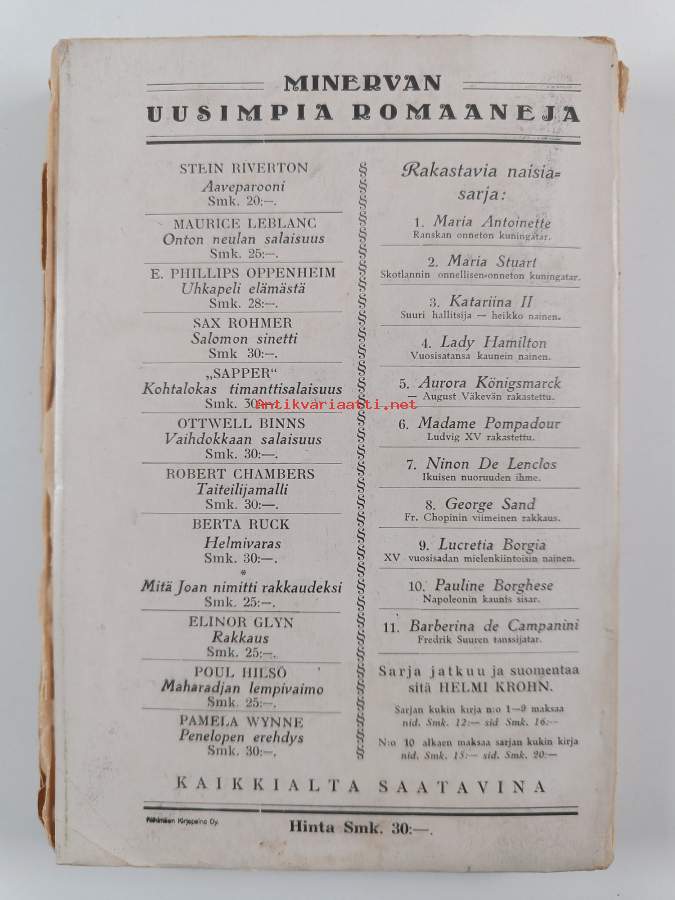 MINERVAN
UUSIMPIA ROMAANEJA
STEIN RIVERTON
Aaveparooni
Smk. 20:—.
MAURICE LEBLANC
Onton neulan salaisuus
Smk. 25:—.
E. PHILLIPS OPPENHEIM
Uhkapeli elämästä
Smk. 28:—.
SAX ROHMER
Salomon sinetti
Smk 30:—.
„SAPPER“
Kohtalokas timanttisalaisuus
Smk. 30:—.
OTTWELL BINNS
Vaihdokkaan salaisuus
Smk. 30:—.
ROBERT CHAMBERS
Taiteilijamalli
Smk. 30:—.
BERTA RUCK
Helmivaras
Smk. 30:—.
*
Mitä Joan nimitti rakkaudeksi
Smk. 25:—.
ELINOR GLYN
Rakkaus
Smk. 25:—.
POUL HILSÖ
Maharadjan lempivaimo
Smk. 25:—.
PAMELA WYNNE
Penelopen erehdys
Smk. 30:—.
Rakastavia naisia=
sarja:
1. Maria Antoinette
Ranskan onneton kuningatar.
2. Maria Stuart
Skotlannin onnellisen=onneton kuningatar.
3. Katariina II
Suuri hallitsija — heikko nainen.
4. Lady Hamilton
Vuosisatansa kaunein nainen.
5. Aurora Königsmarck
— August Väkevän rakastettu.
6. Madame Pompadour
Ludvig XV rakastettu.
7. Ninon De Lenclos
Ikuisen nuoruuden ihme.
8. George Sand
Fr. Chopinin viimeinen rakkaus.
9. Lucretia Borgia
XV vuosisadan mielenkiintoisin nainen.
10. Pauline Borghese
Napoleonin kaunis sisar.
11. Barberina de Campanini
Fredrik Suuren tanssijatar.
Sarja jatkuu ja suomentaa
sitä HELMI KROHN.
Sarjan kukin kirja n:o 1—9 maksaa
nid. Smk. 12:— sid Smk. 16:—
N:o 10 alkaen maksaa sarjan kukin kirja
nid. Smk. 15:— sid. Smk. 20:—
KAIKKIALTA SAATAVINA
Riihimäen Kirjapaino Oy.
Hinta Smk. 30:—.
antikvariaatti.net